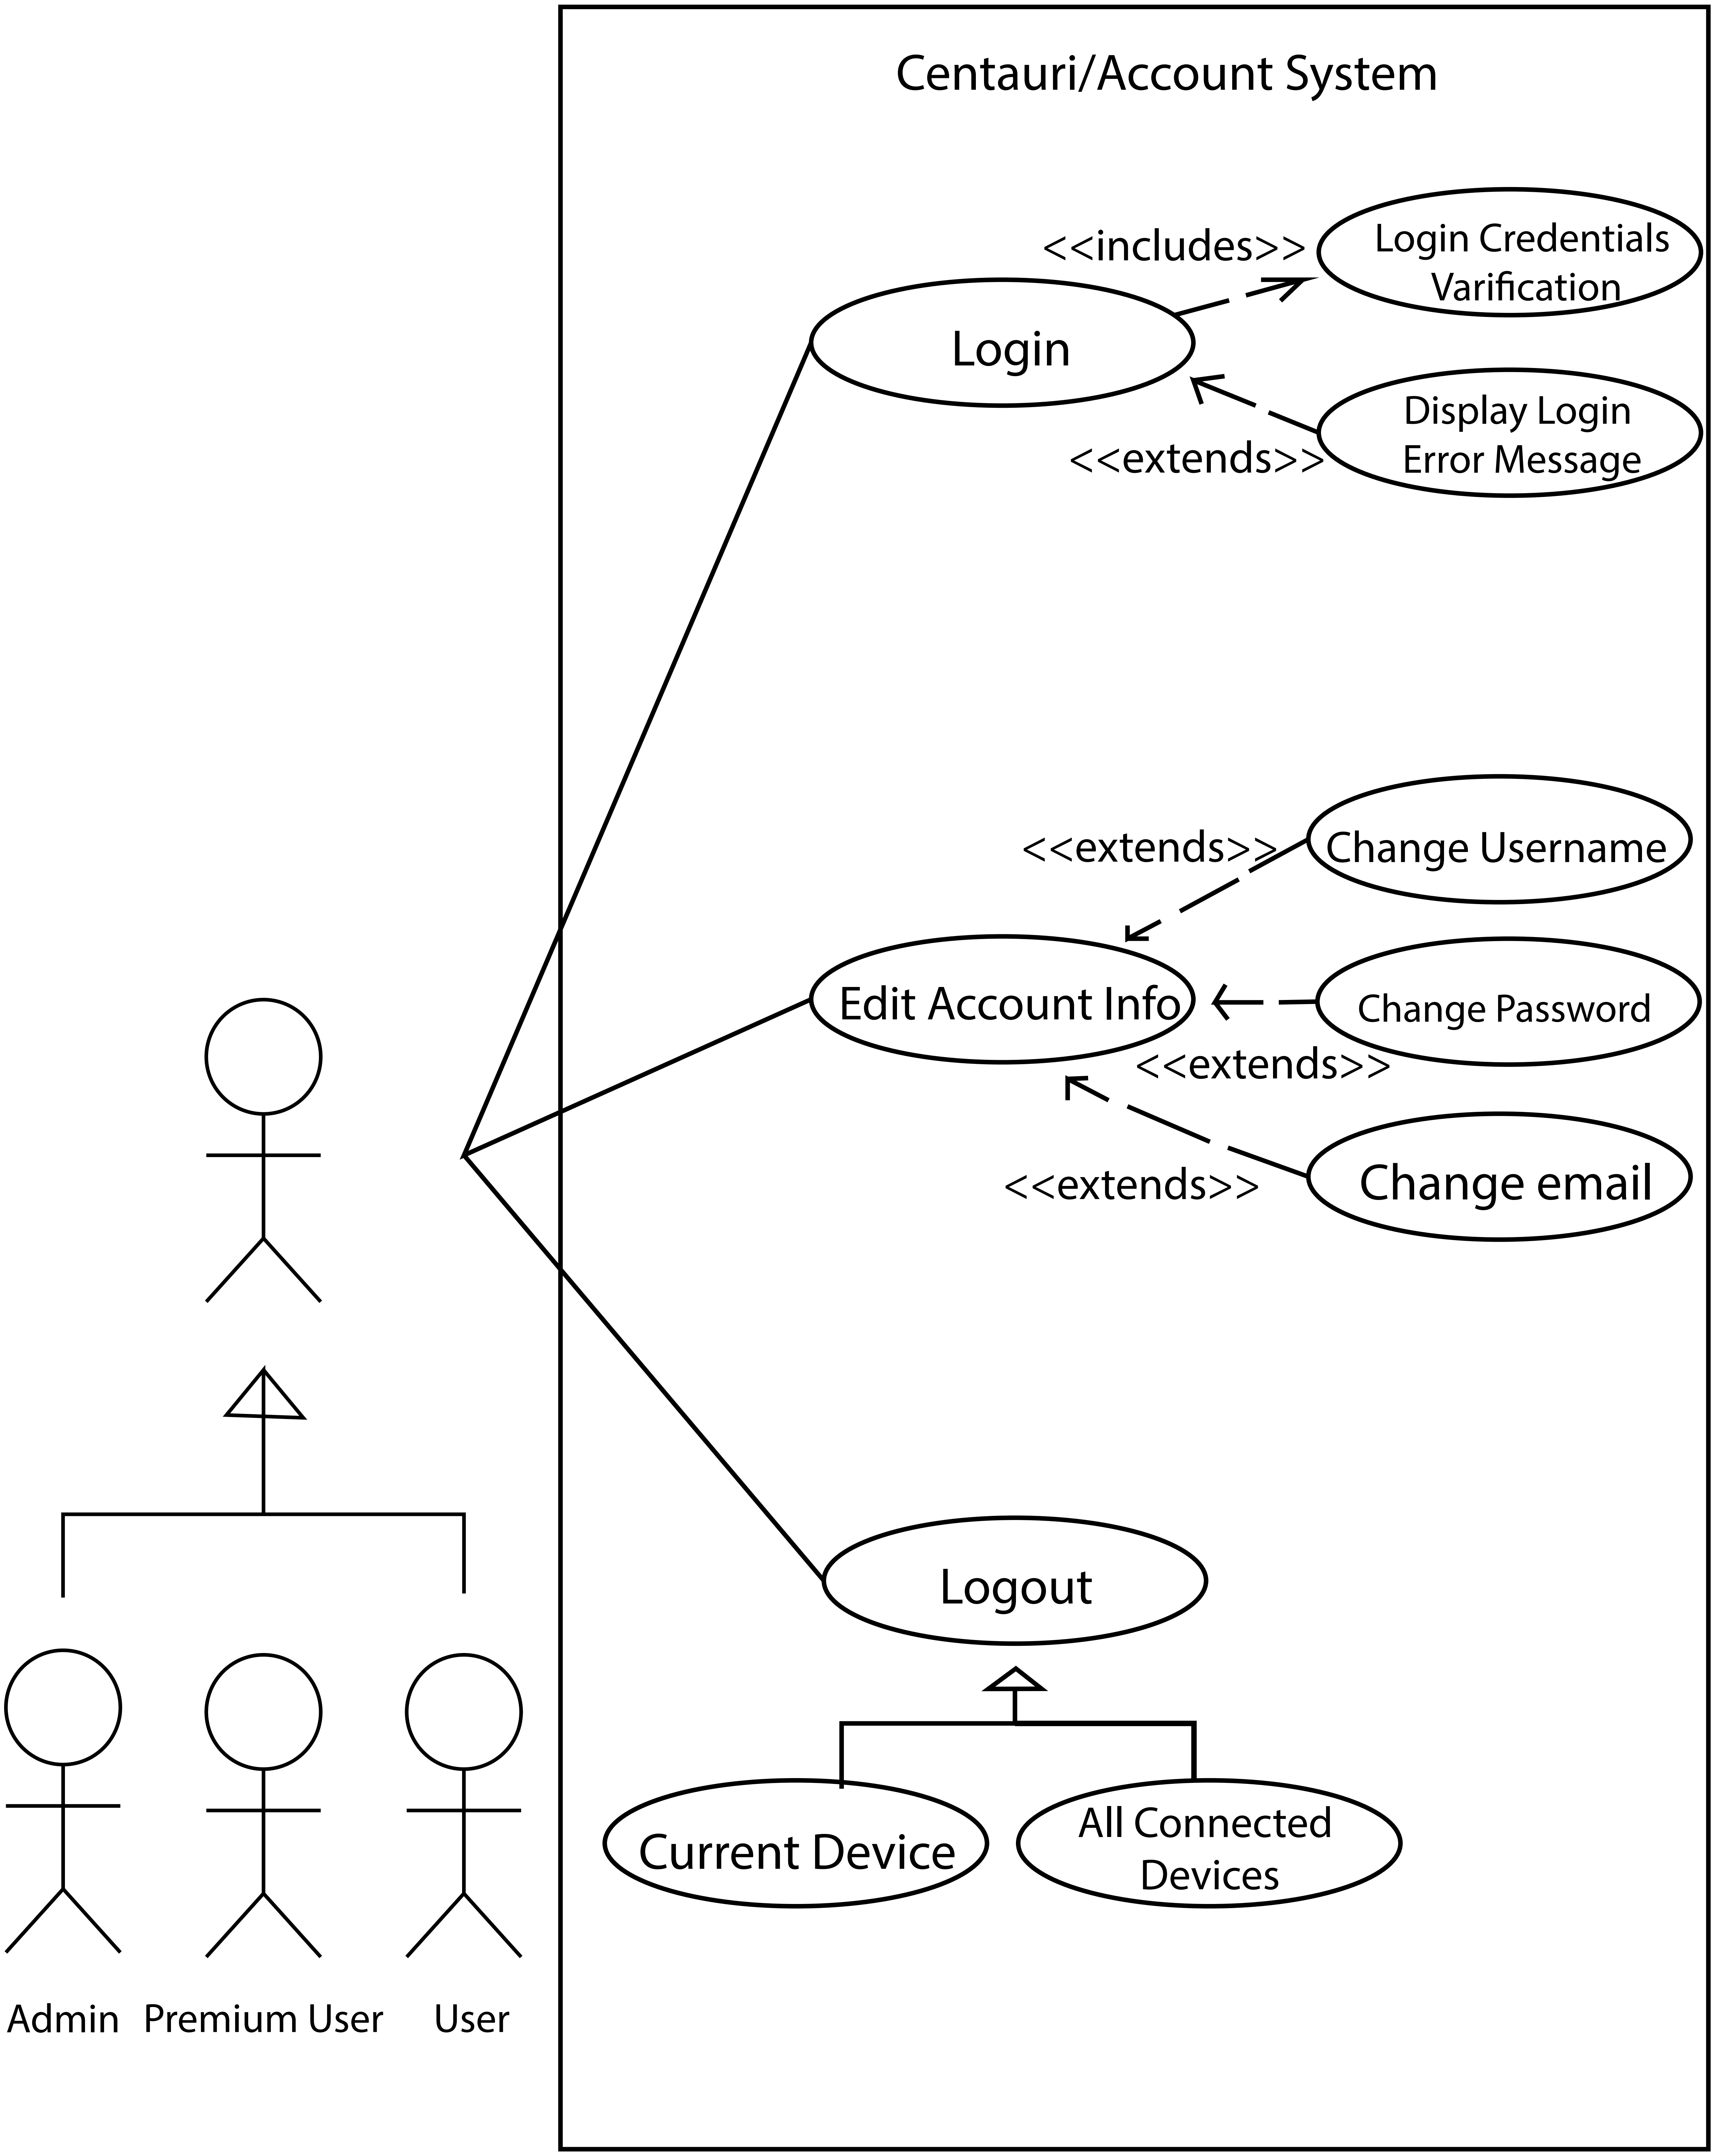 Centauri/Account System
<<includes>>
Login Credentials
Varification
Login
Display Login
Error Message
<<extends>>
<<extends>>
Change Username
Edit Account Info
Change Password
<<extends>>
Change email
<<extends>>
Logout
Current Device
All Connected
Devices
Admin
Premium User
User